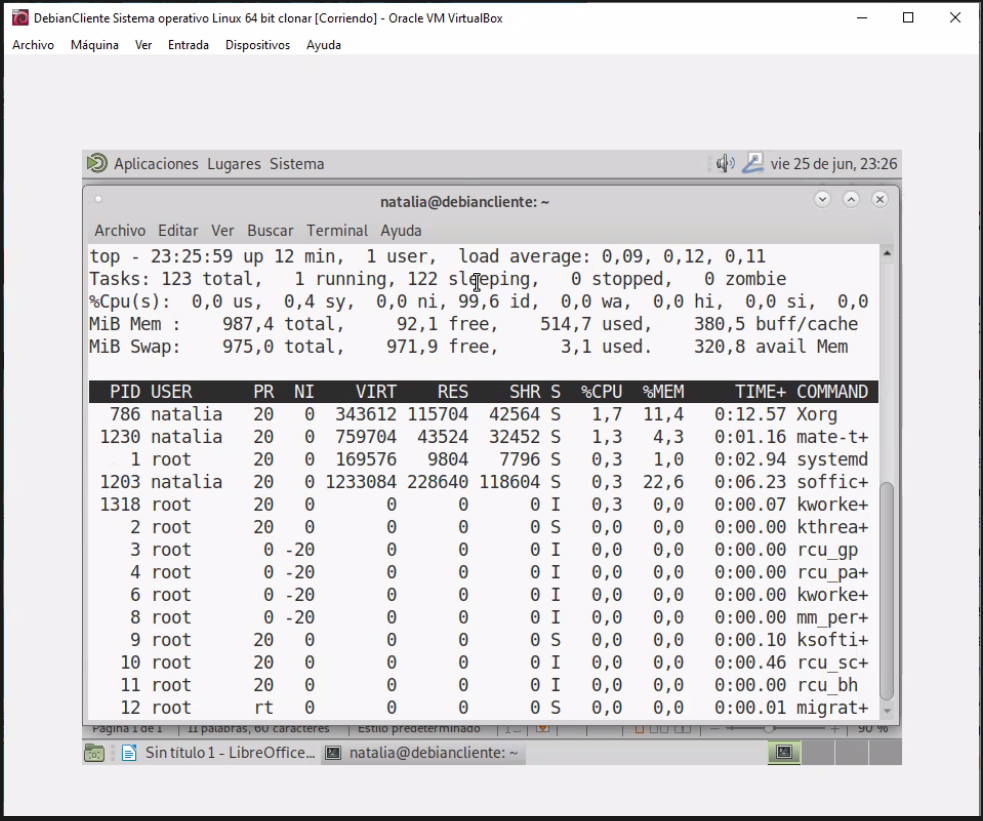 DebianCliente Sistema operativo Linux 64 bit clonar [Corriendo] - Oracle VM VirtualBox
Archivo Máquina Ver Entrada Dispositivos Ayuda
Aplicaciones Lugares Sistema vie 25 de jun, 23:26
natalia@debiancliente: ~
Archivo Editar Ver Buscar Terminal Ayuda
top - 23:25:59 up 12 min, 1 user, load average: 0,09, 0,12, 0,11
Tasks: 123 total, 1 running, 122 sleeping, 0 stopped, 0 zombie
%Cpu(s): 0,0 us, 0,4 sy, 0,0 ni, 99,6 id, 0,0 wa, 0,0 hi, 0,0 si, 0,0
MiB Mem : 987,4 total, 92,1 free, 514,7 used, 380,5 buff/cache
MiB Swap: 975,0 total, 971,9 free, 3,1 used. 320,8 avail Mem
PID USER PR NI VIRT RES SHR S %CPU %MEM TIME+ COMMAND
786 natalia 20 0 343612 115704 42564 S 1,7 11,4 0:12.57 Xorg
1230 natalia 20 0 759704 43524 32452 S 1,3 4,3 0:01.16 mate-t+
1 root 20 0 169576 9804 7796 S 0,3 1,0 0:02.94 systemd
1203 natalia 20 0 1233084 228640 118604 S 0,3 22,6 0:06.23 soffic+
1318 root 20 0 0 0 0 I 0,3 0,0 0:00.07 kworke+
2 root 20 0 0 0 0 S 0,0 0,0 0:00.00 kthrea+
3 root 0 -20 0 0 0 I 0,0 0,0 0:00.00 rcu_gp
4 root 0 -20 0 0 0 I 0,0 0,0 0:00.00 rcu_pa+
6 root 0 -20 0 0 0 I 0,0 0,0 0:00.00 kworke+
8 root 0 -20 0 0 0 I 0,0 0,0 0:00.00 mm_per+
9 root 20 0 0 0 0 S 0,0 0,0 0:00.10 ksofti+
10 root 20 0 0 0 0 I 0,0 0,0 0:00.46 rcu_sc+
11 root 20 0 0 0 0 I 0,0 0,0 0:00.00 rcu_bh
12 root rt 0 0 0 0 S 0,0 0,0 0:00.01 migrat+
Página 1 de 1 11 palabras, 60 caracteres Estilo predeterminado 90 %
Sin título 1 - LibreOffice... natalia@debiancliente: ~